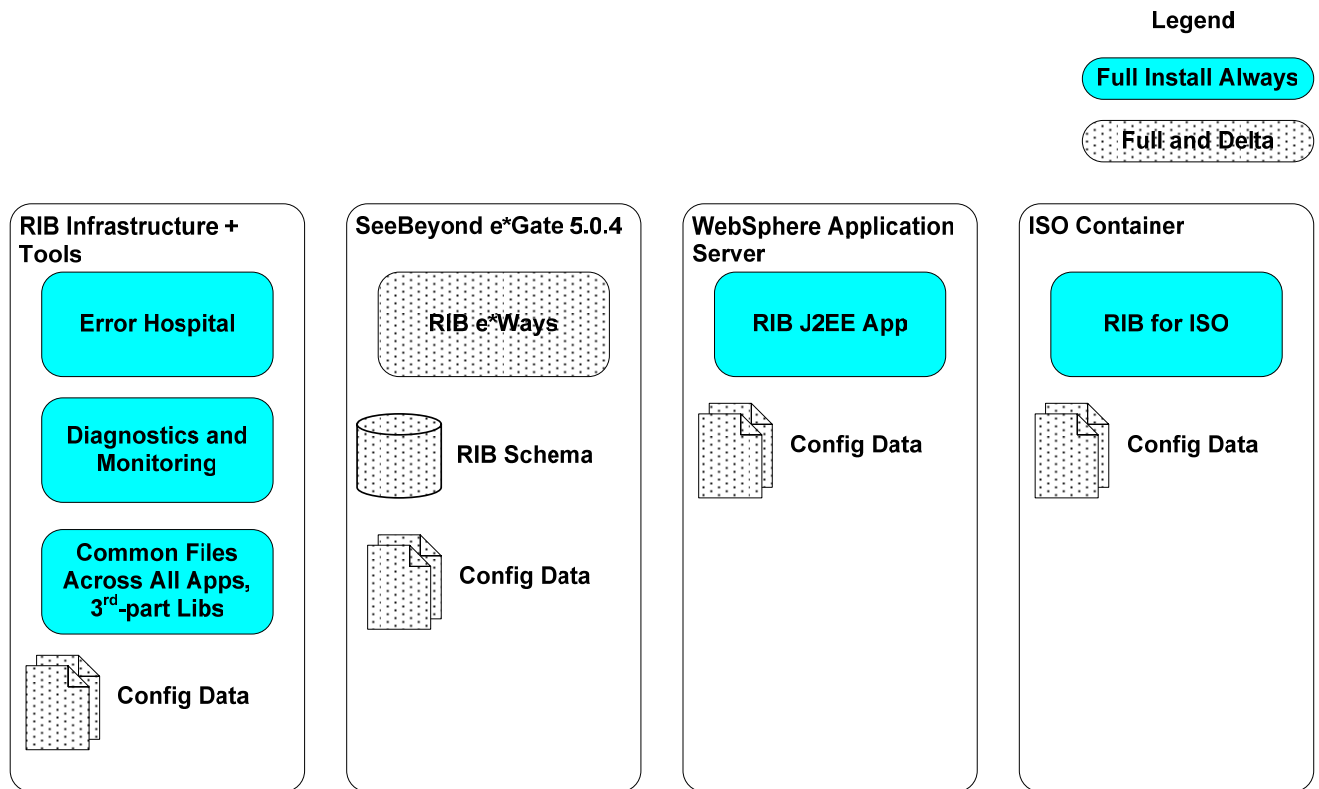 Legend
Full Install Always
Full and Delta
RIB Infrastructure +
Tools
Error Hospital
Diagnostics and
Monitoring
Common Files
Across All Apps,
3rd-part Libs
Config Data
SeeBeyond e*Gate 5.0.4
RIB e*Ways
RIB Schema
Config Data
WebSphere Application
Server
RIB J2EE App
Config Data
ISO Container
RIB for ISO
Config Data